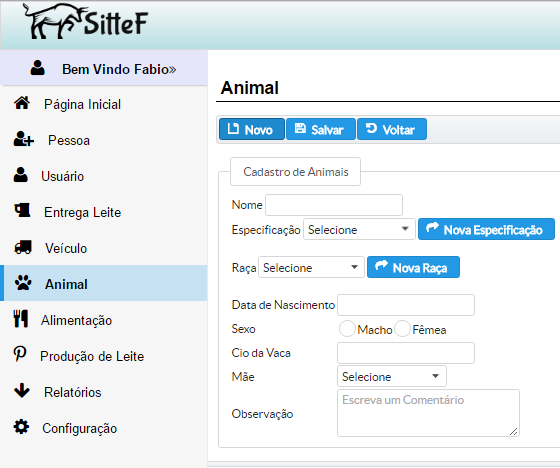 SitteF
Bem Vindo Fabio»
Página Inicial
Pessoa
Usuário
Entrega Leite
Veículo
Animal
Alimentação
Produção de Leite
Relatórios
Configuração
Animal
Novo Salvar Voltar
Cadastro de Animais
Nome
Especificação Selecione Nova Especificação
Raça Selecione Nova Raça
Data de Nascimento
Sexo Macho Fêmea
Cio da Vaca
Mãe Selecione
Observação Escreva um Comentário